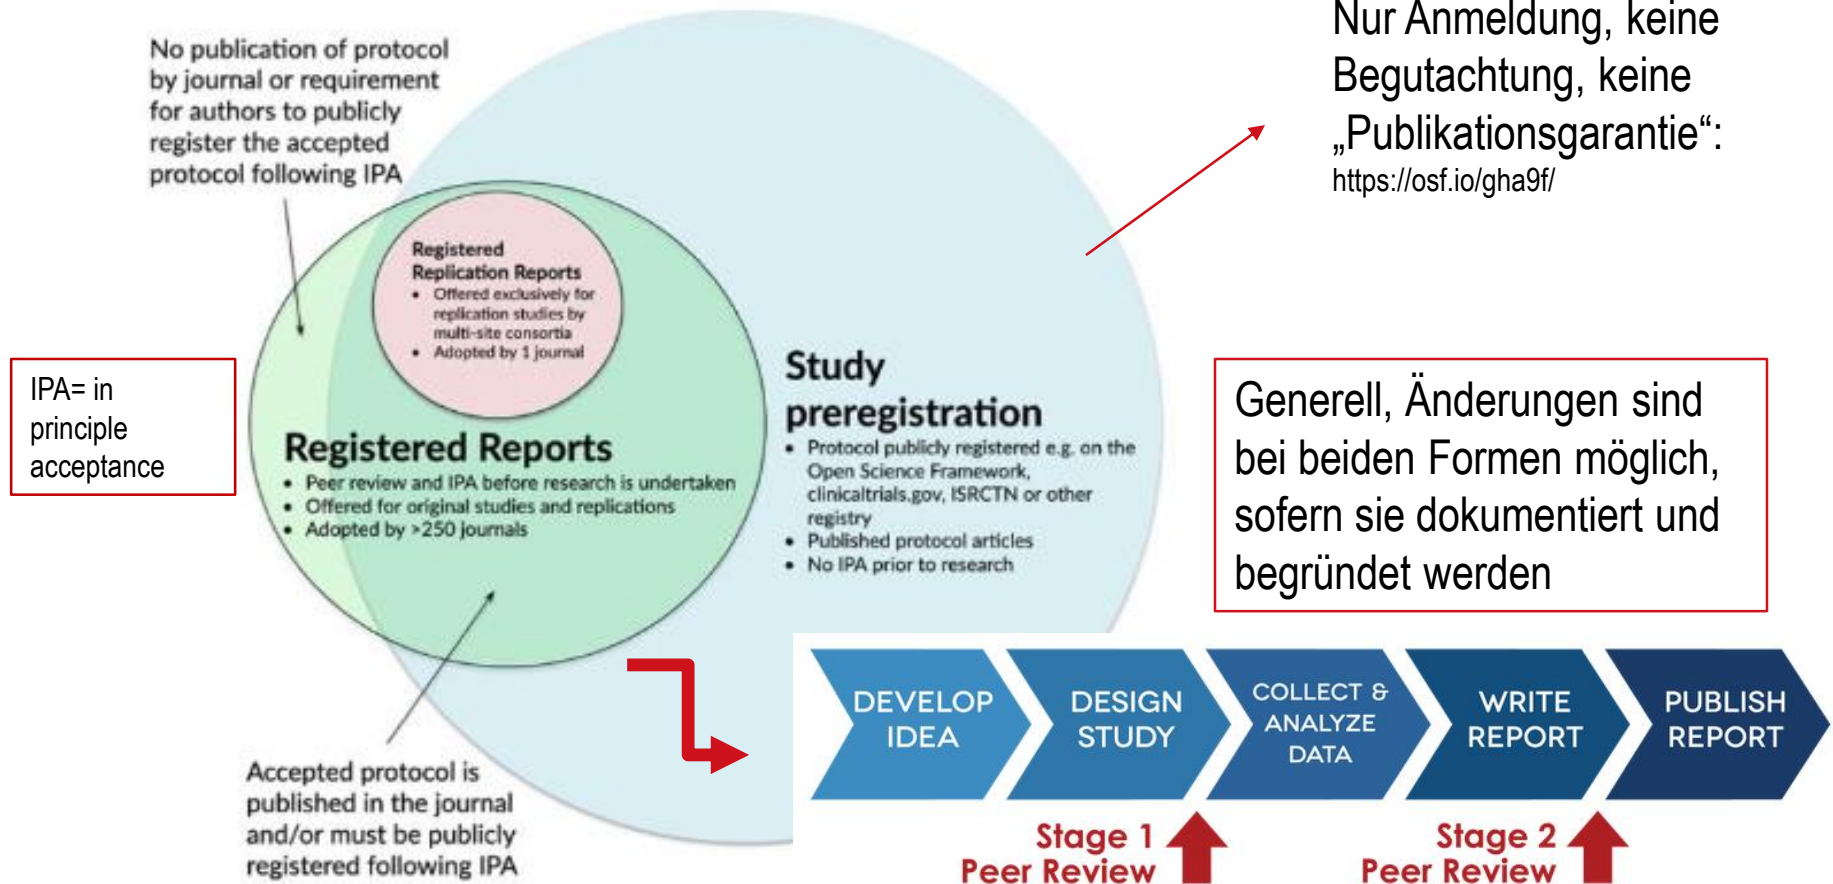 No publication of protocol
by journal or requirement
for authors to publicly
register the accepted
protocol following IPA
Nur Anmeldung, keine
Begutachtung, keine
„Publikationsgarantie“:
https://osf.io/gha9f/
Registered
Replication Reports
• Offered exclusively for
replication studies by
multi-site consortia
• Adopted by 1 journal
IPA= in
principle
acceptance
Registered Reports
• Peer review and IPA before research is undertaken
• Offered for original studies and replications
• Adopted by >250 journals
Study
preregistration
• Protocol publicly registered e.g. on the
Open Science Framework,
clinicaltrials.gov, ISRCTN or other
registry
• Published protocol articles
• No IPA prior to research
Generell, Änderungen sind
bei beiden Formen möglich,
sofern sie dokumentiert und
begründet werden
Accepted protocol is
published in the journal
and/or must be publicly
registered following IPA
DEVELOP
IDEA
DESIGN
STUDY
COLLECT &
ANALYZE
DATA
WRITE
REPORT
PUBLISH
REPORT
Stage 1
Peer Review
Stage 2
Peer Review